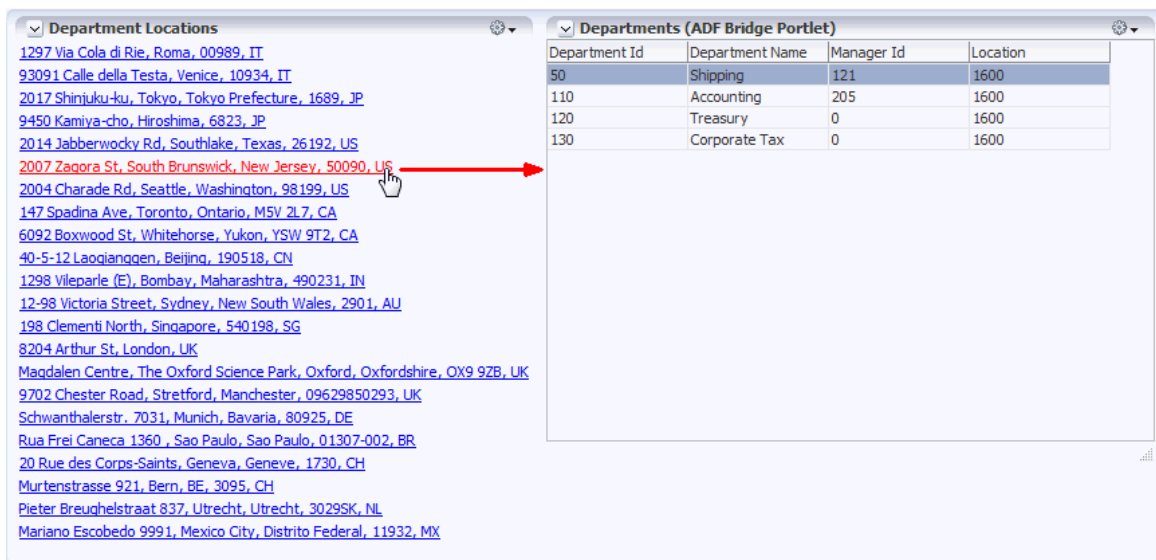 Department Locations
1297 Via Cola di Rie, Roma, 00989, IT
93091 Calle della Testa, Venice, 10934, IT
2017 Shinjuku-ku, Tokyo, Tokyo Prefecture, 1689, JP
9450 Kamiya-cho, Hiroshima, 6823, JP
2014 Jabberwocky Rd, Southlake, Texas, 26192, US
2007 Zagora St, South Brunswick, New Jersey, 50090, US
2004 Charade Rd, Seattle, Washington, 98199, US
147 Spadina Ave, Toronto, Ontario, M5V 2L7, CA
6092 Boxwood St, Whitehorse, Yukon, YSW 9T2, CA
40-5-12 Laogianggen, Beijing, 190518, CN
1298 Vileparle (E), Bombay, Maharashtra, 490231, IN
12-98 Victoria Street, Sydney, New South Wales, 2901, AU
198 Clementi North, Singapore, 540198, SG
8204 Arthur St, London, UK
Magdalen Centre, The Oxford Science Park, Oxford, Oxfordshire, OX9 9ZB, UK
9702 Chester Road, Stretford, Manchester, 09629850293, UK
Schwanthalerstr. 7031, Munich, Bavaria, 80925, DE
Rua Frei Caneca 1360 , Sao Paulo, Sao Paulo, 01307-002, BR
20 Rue des Corps-Saints, Geneva, Geneve, 1730, CH
Murtenstrasse 921, Bern, BE, 3095, CH
Pieter Breughelstraat 837, Utrecht, Utrecht, 3029SK, NL
Mariano Escobedo 9991, Mexico City, Distrito Federal, 11932, MX
Departments (ADF Bridge Portlet)
Department Id Department Name Manager Id Location
50 Shipping 121 1600
110 Accounting 205 1600
120 Treasury 0 1600
130 Corporate Tax 0 1600